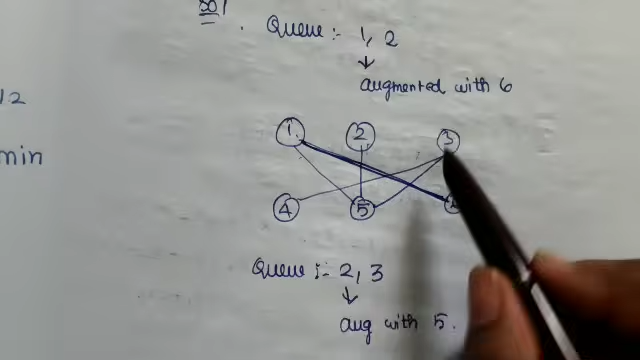 Sol
Queue :- 1, 2
augmented with 6
12
min
1 2 3
4 5
Queue :- 2, 3
aug with 5.